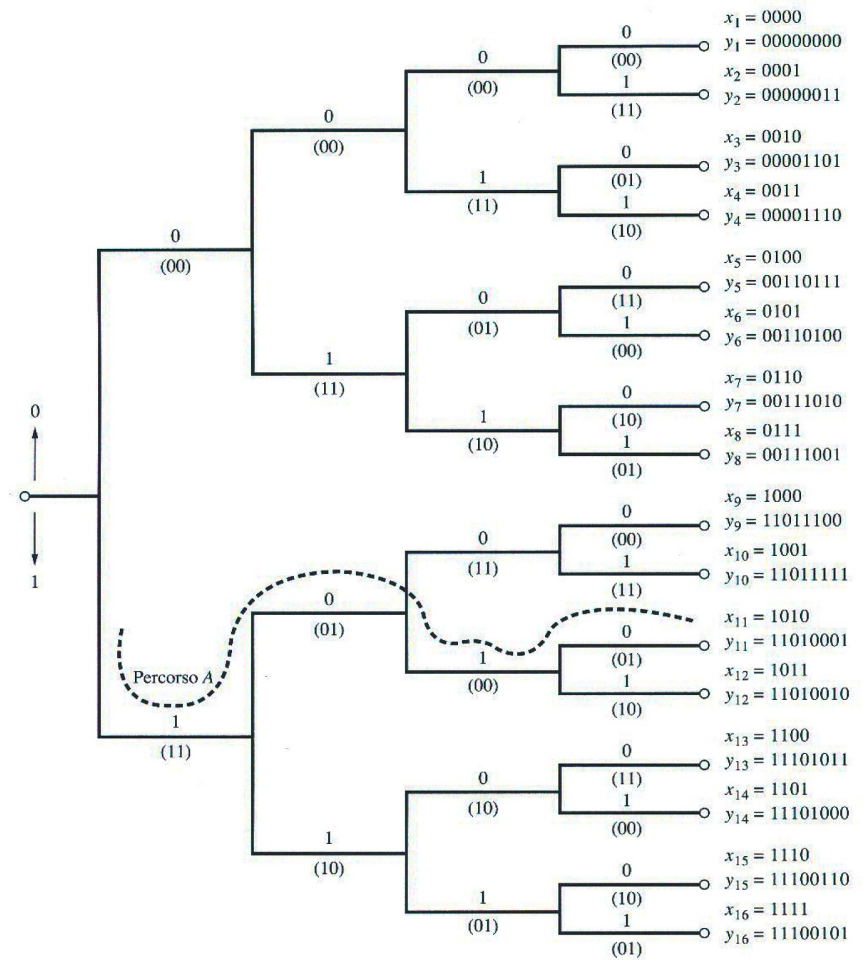 x1 = 0000
0
y1 = 00000000
(00)
0
1
x2 = 0001
(00)
y2 = 00000011
(11)
0
(00)
x3 = 0010
0
y3 = 00001101
1
(01)
x4 = 0011
(11)
1
y4 = 00001110
(10)
0
(00)
x5 = 0100
0
y5 = 00110111
0
(11)
x6 = 0101
(01)
1
y6 = 00110100
(00)
1
(11)
x7 = 0110
0
y7 = 00111010
1
(10)
x8 = 0111
(10)
1
y8 = 00111001
(01)
0
1
x9 = 1000
0
y9 = 11011100
0
(00)
x10 = 1001
(11)
1
y10 = 11011111
(11)
0
(01)
x11 = 1010
0
y11 = 11010001
1
(01)
x12 = 1011
(00)
1
y12 = 11010010
(10)
Percorso A
1
(11)
x13 = 1100
0
y13 = 11101011
0
(11)
x14 = 1101
(10)
1
y14 = 11101000
(00)
1
(10)
x15 = 1110
0
y15 = 11100110
1
(10)
x16 = 1111
(01)
1
y16 = 11100101
(01)